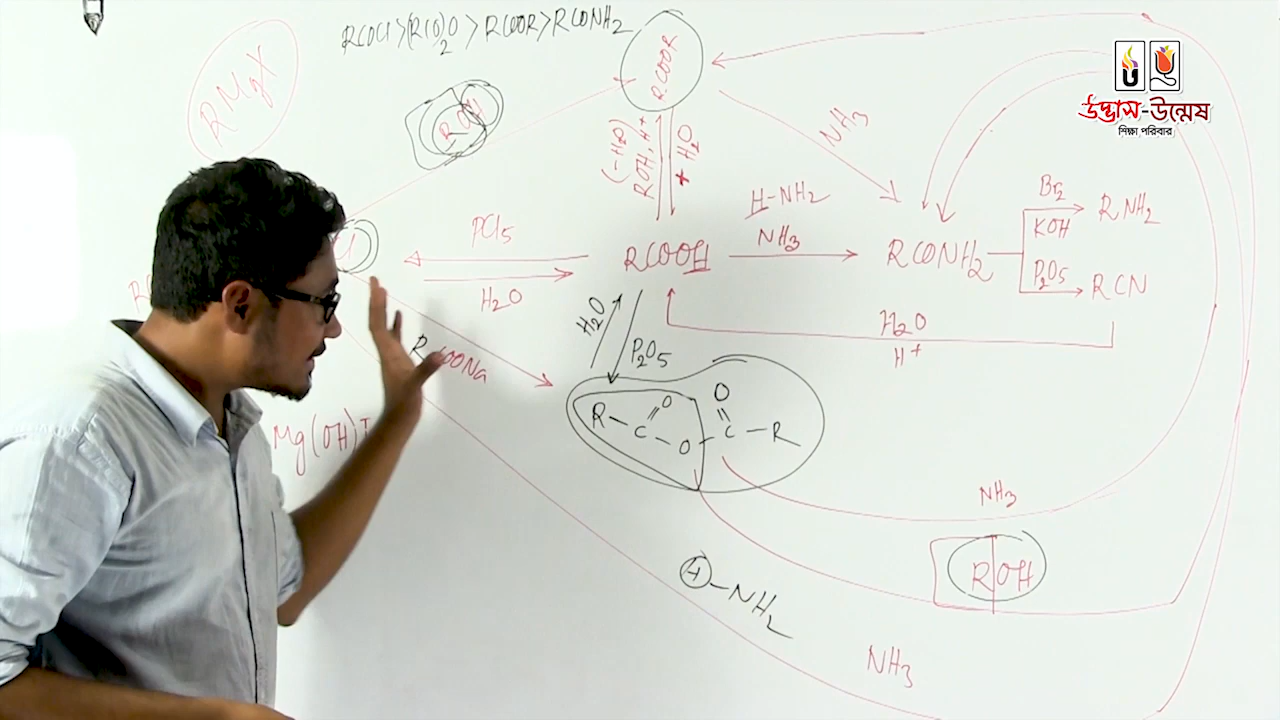 RCOCl>(RCO)₂O > RCOOR>RCONH₂
RCOOR
উদ্ভাস-উন্মেষ
শিক্ষা পরিবার
RMgX
ROH
(-H₂O)
ROH, H⁺
+ H₂O
NH₃
PCl₅
H₂O
RCOOH
H-NH₂
NH₃
RCONH₂
Br₂
KOH
RNH₂
P₂O₅
RCN
H₂O
H⁺
H₂O
P₂O₅
RCOONa
R-C-O-C-R
O
O
Mg(OH)I
NH₃
ROH
H-NH₂
NH₃